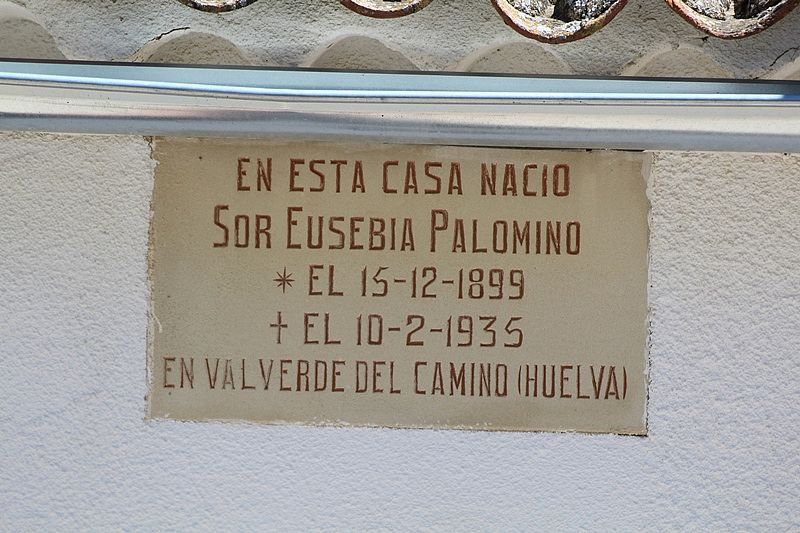 EN ESTA CASA NACIO
SOR EUSEBIA PALOMINO
* EL 15-12-1899
† EL 10-2-1935
EN VALVERDE DEL CAMINO (HUELVA)